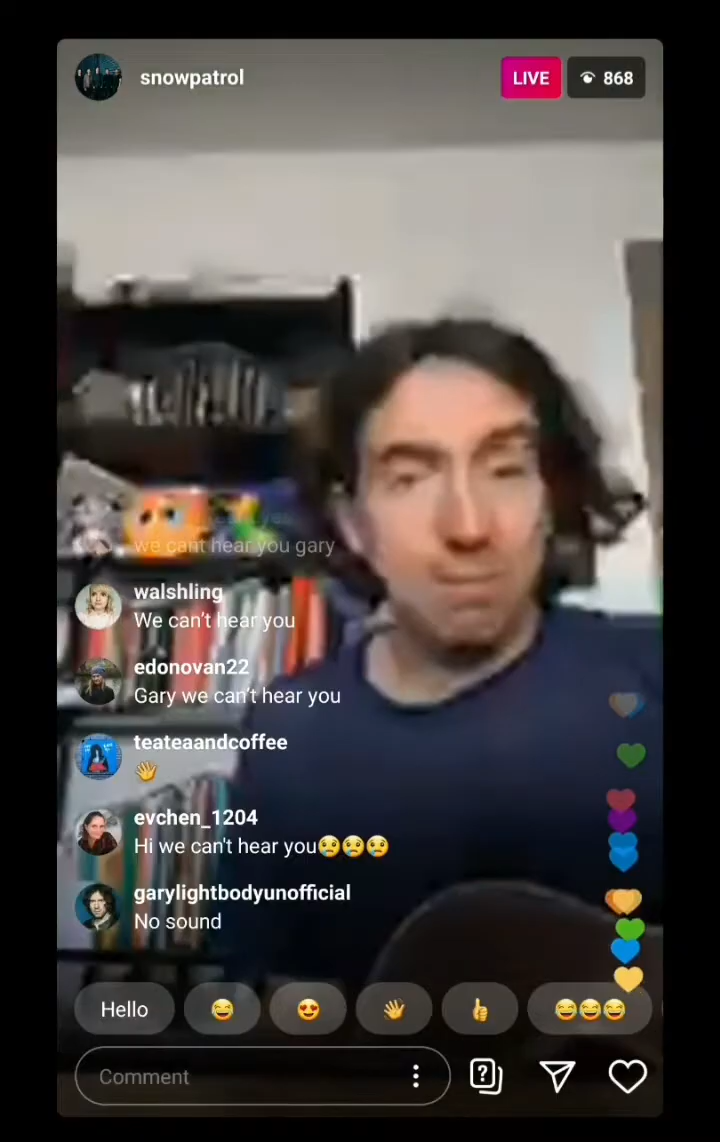 snowpatrol
LIVE
868
we cant hear you gary
walshling
We can't hear you
edonovan22
Gary we can't hear you
teateaandcoffee
👋
evchen_1204
Hi we can't hear you😢😢😢
garylightbodyunofficial
No sound
Hello 😅 😍 👋 👍 😂😂😂
Comment